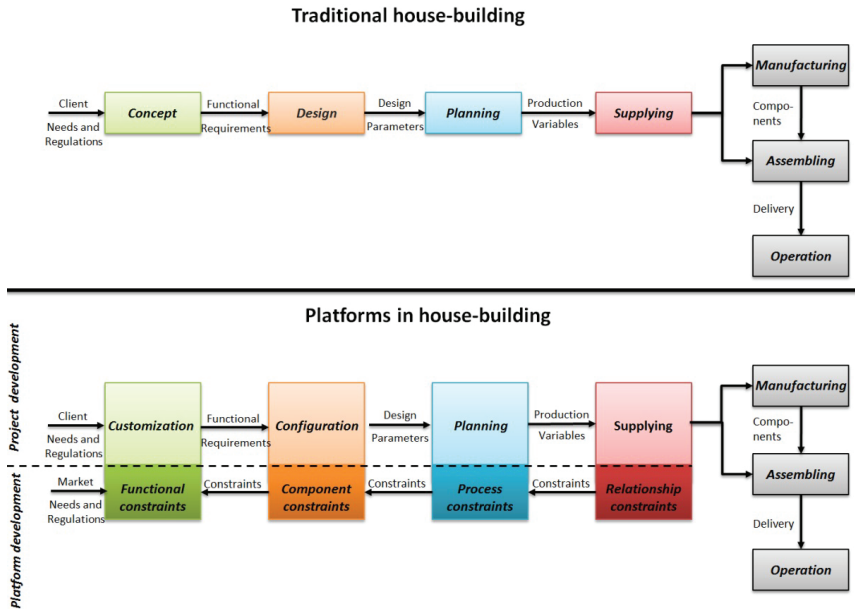 Traditional house-building
Client
Needs and
Regulations
Concept
Functional
Requirements
Design
Design
Parameters
Planning
Production
Variables
Supplying
Manufacturing
Compo-
nents
Assembling
Delivery
Operation
Platforms in house-building
Project development
Client
Needs and
Regulations
Customization
Functional
Requirements
Configuration
Design
Parameters
Planning
Production
Variables
Supplying
Manufacturing
Compo-
nents
Assembling
Delivery
Operation
Platform development
Market
Needs and
Regulations
Functional
constraints
Constraints
Component
constraints
Constraints
Process
constraints
Constraints
Relationship
constraints